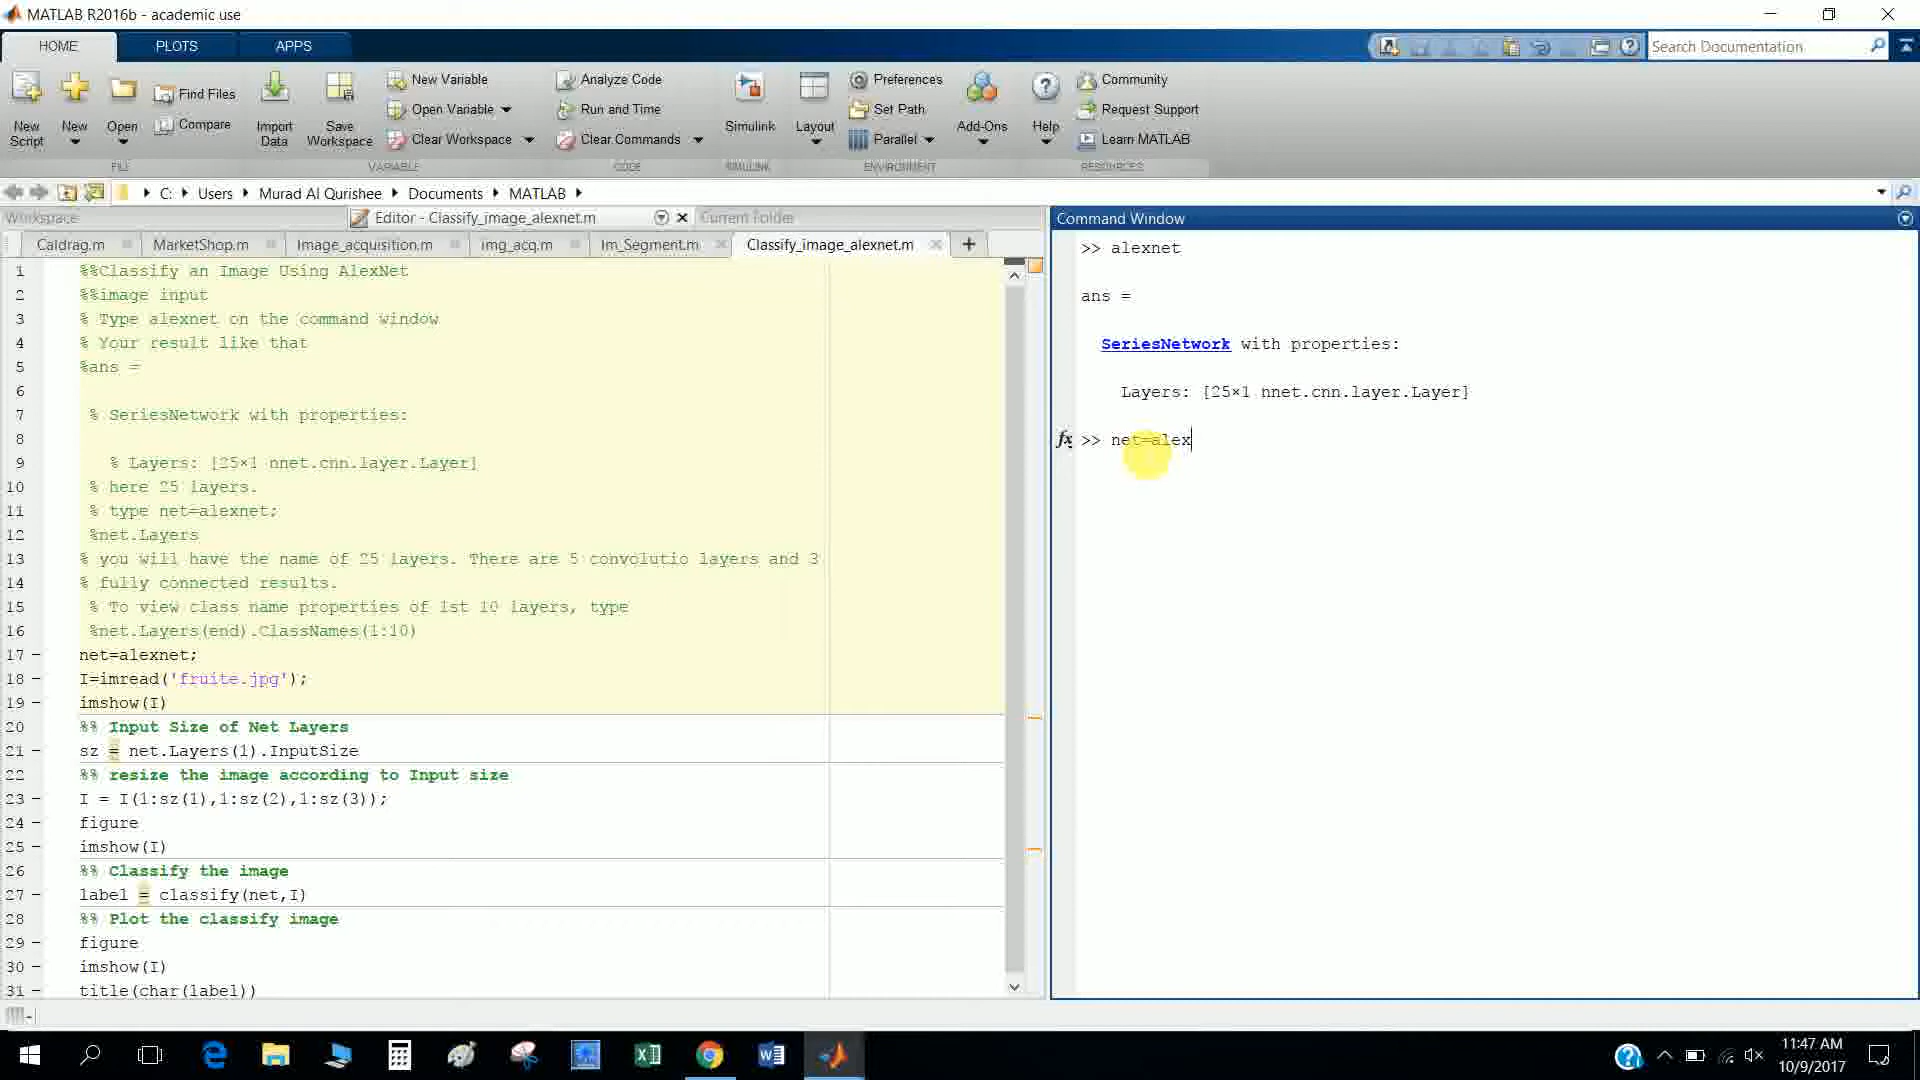 MATLAB R2016b - academic use
HOME PLOTS APPS
Search Documentation
New Script
New
Open
Find Files
Compare
Import Data
Save Workspace
New Variable
Open Variable
Clear Workspace
Analyze Code
Run and Time
Clear Commands
Simulink
Layout
Preferences
Set Path
Parallel
Add-Ons
Help
Community
Request Support
Learn MATLAB
FILE VARIABLE CODE SIMULINK ENVIRONMENT RESOURCES
C: Users Murad Al Qurishee Documents MATLAB
Workspace
Editor - Classify_image_alexnet.m
Current Folder
Caldrag.m MarketShop.m Image_acquisition.m img_acq.m Im_Segment.m Classify_image_alexnet.m
1 %%Classify an Image Using AlexNet
2 %%image input
3 % Type alexnet on the command window
4 % Your result like that
5 %ans =
6
7 % SeriesNetwork with properties:
8
9 % Layers: [25×1 nnet.cnn.layer.Layer]
10 % here 25 layers.
11 % type net=alexnet;
12 %net.Layers
13 % you will have the name of 25 layers. There are 5 convolutio layers and 3
14 % fully connected results.
15 % To view class name properties of 1st 10 layers, type
16 %net.Layers(end).ClassNames(1:10)
17 – net=alexnet;
18 – I=imread('fruite.jpg');
19 – imshow(I)
20 %% Input Size of Net Layers
21 – sz = net.Layers(1).InputSize
22 %% resize the image according to Input size
23 – I = I(1:sz(1),1:sz(2),1:sz(3));
24 – figure
25 – imshow(I)
26 %% Classify the image
27 – label = classify(net,I)
28 %% Plot the classify image
29 – figure
30 – imshow(I)
31 – title(char(label))
Command Window
>> alexnet
ans =
SeriesNetwork with properties:
Layers: [25×1 nnet.cnn.layer.Layer]
fx >> net=alex
11:47 AM
10/9/2017